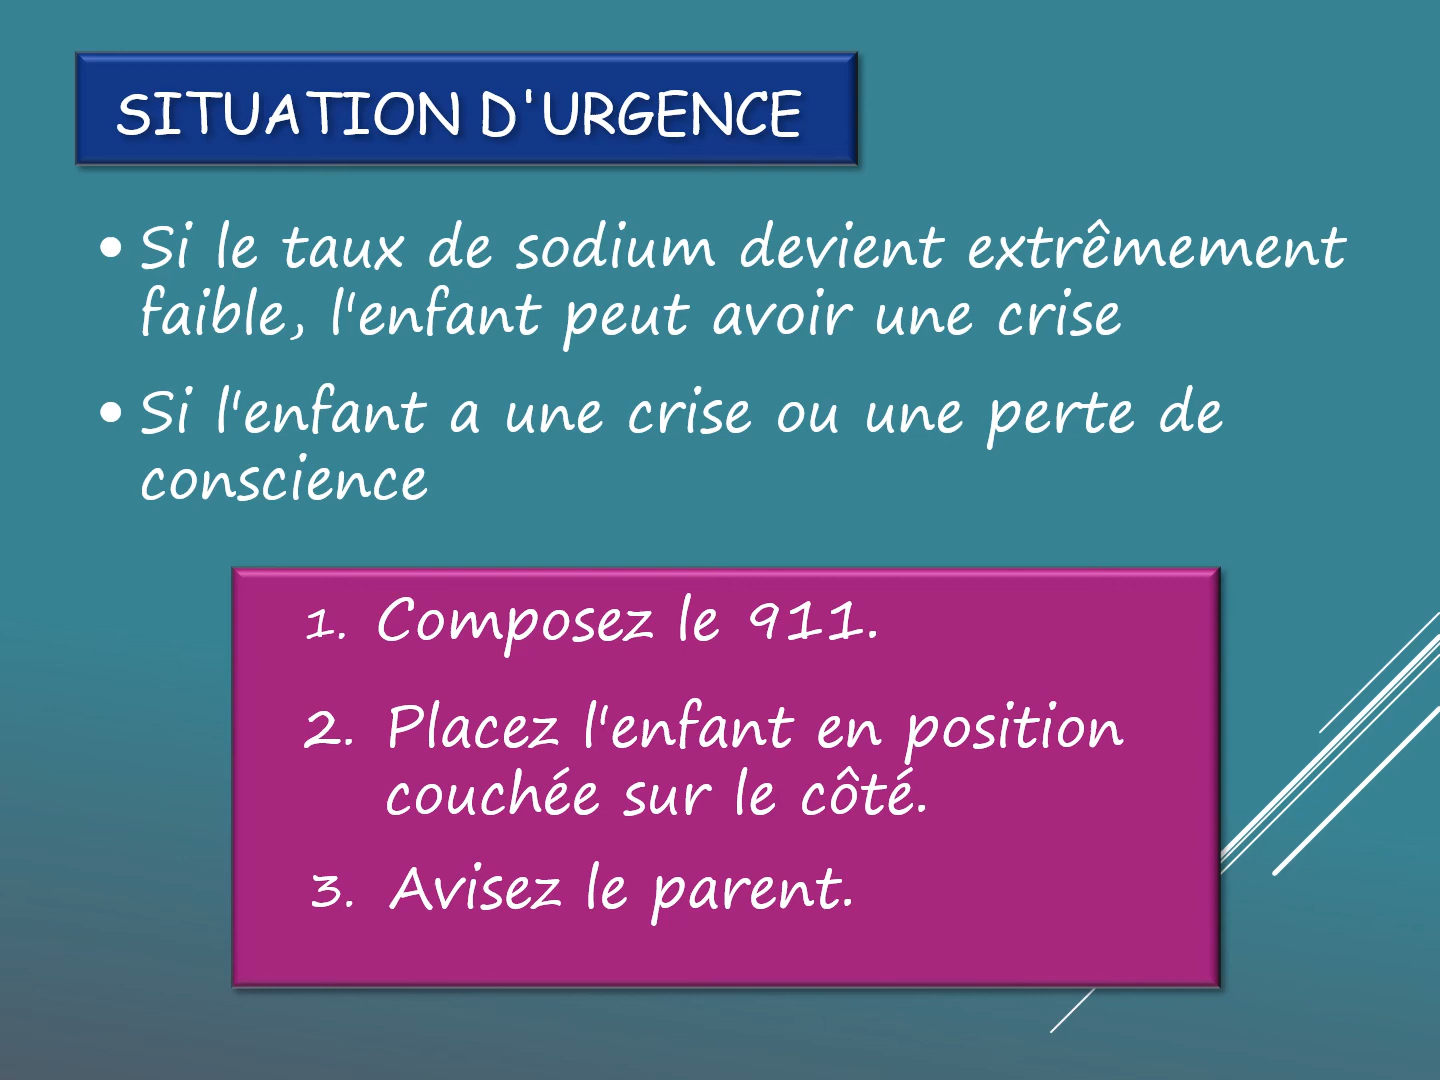 SITUATION D'URGENCE
• Si le taux de sodium devient extrêmement
faible, l'enfant peut avoir une crise
• Si l'enfant a une crise ou une perte de
conscience
1. Composez le 911.
2. Placez l'enfant en position
couchée sur le côté.
3. Avisez le parent.